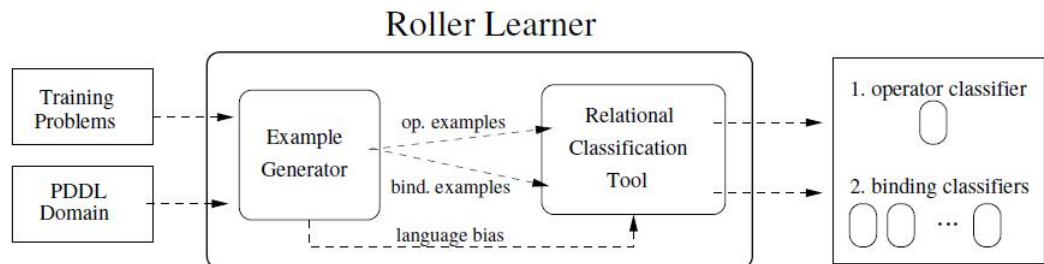 Roller Learner
Training
Problems
PDDL
Domain
Example
Generator
op. examples
bind. examples
language bias
Relational
Classification
Tool
1. operator classifier
2. binding classifiers
...